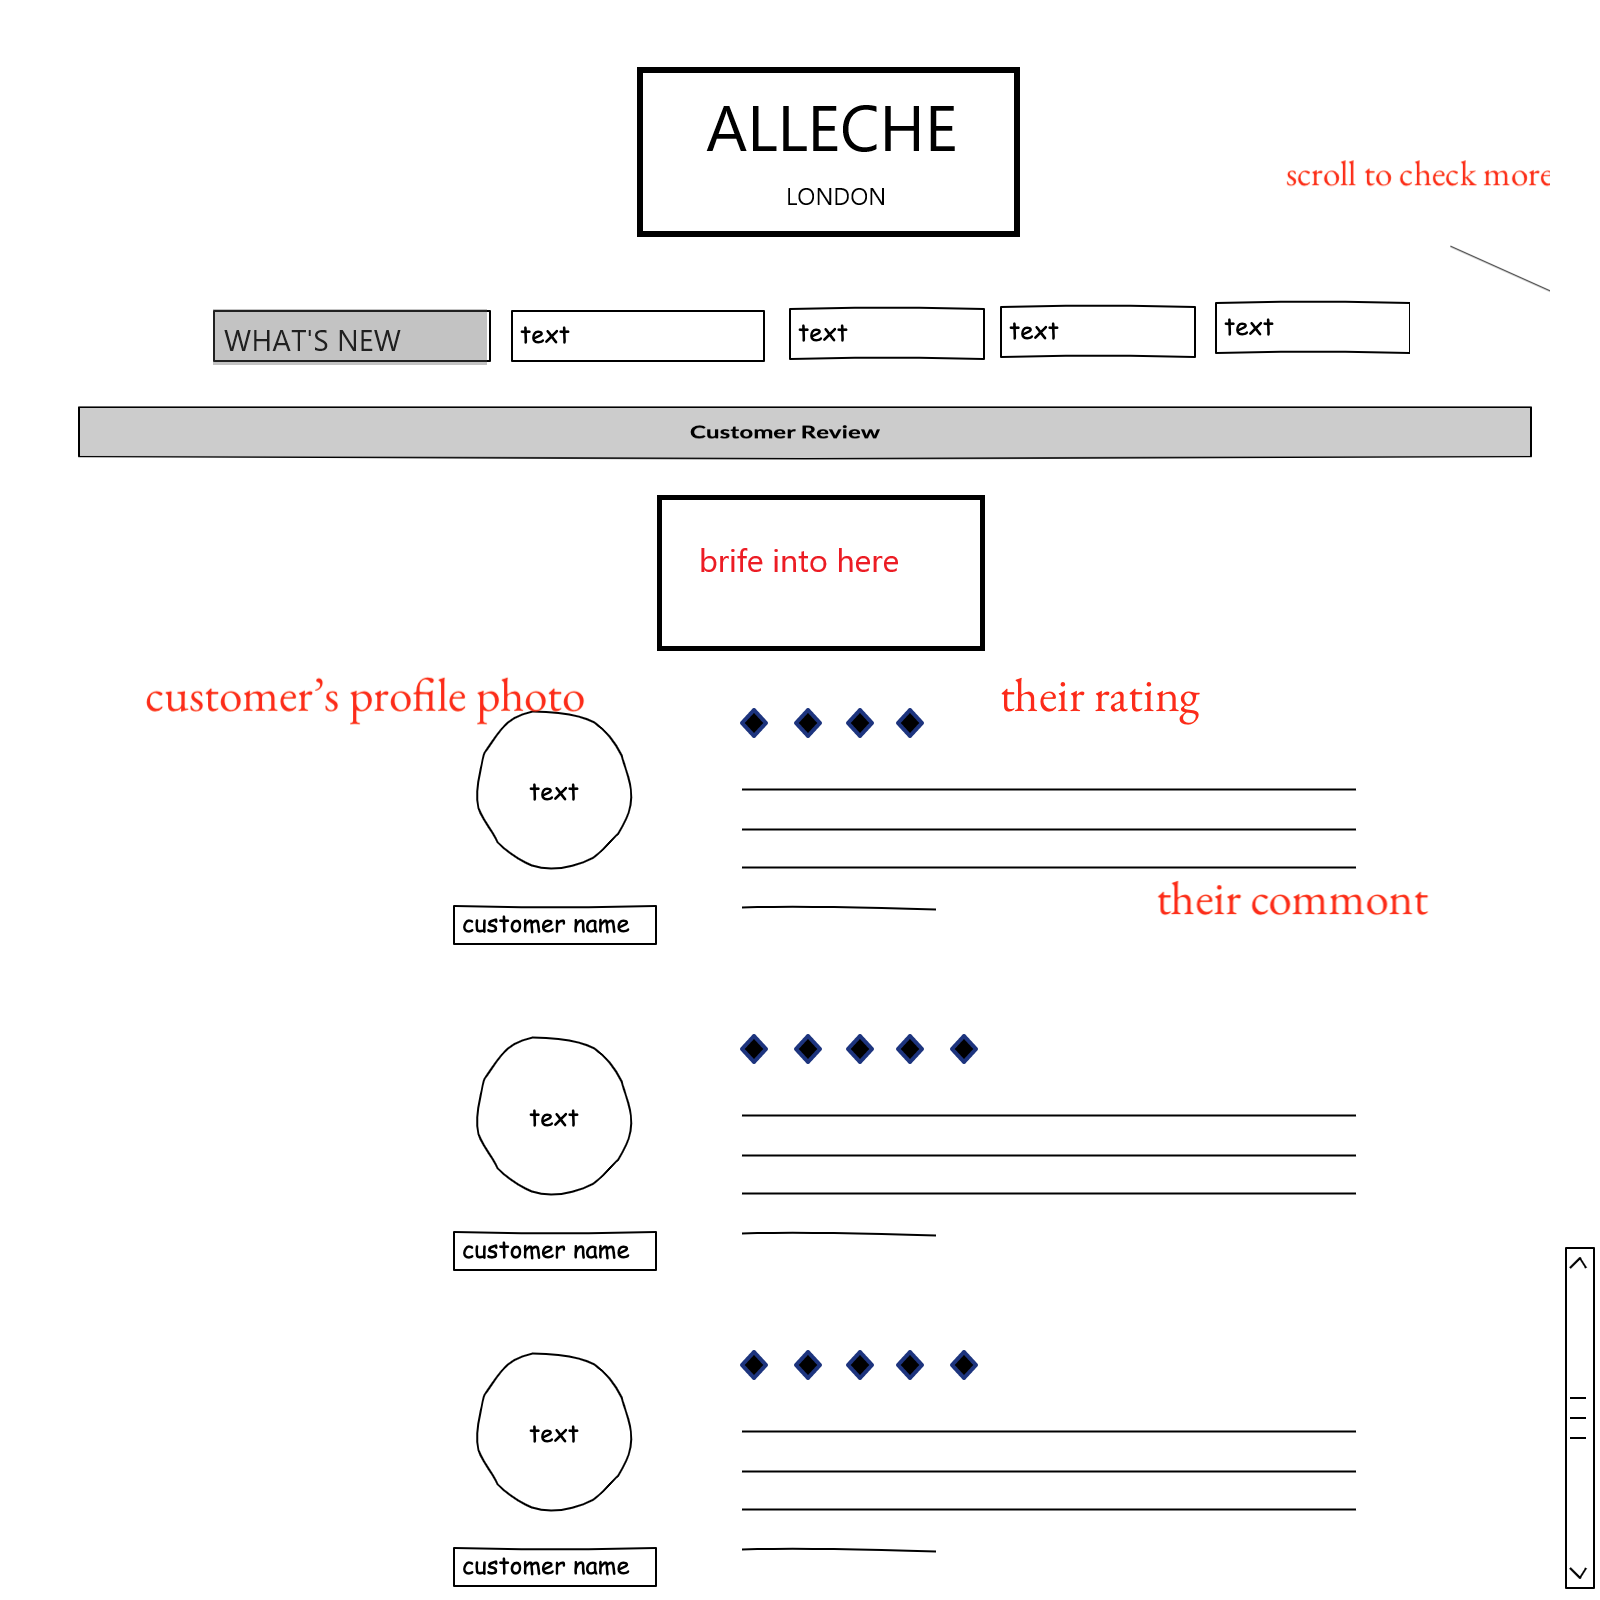 ALLECHE
LONDON
scroll to check more
WHAT'S NEW
text
text
text
text
Customer Review
brife into here
customer's profile photo
their rating
text
their commont
customer name
text
customer name
text
customer name